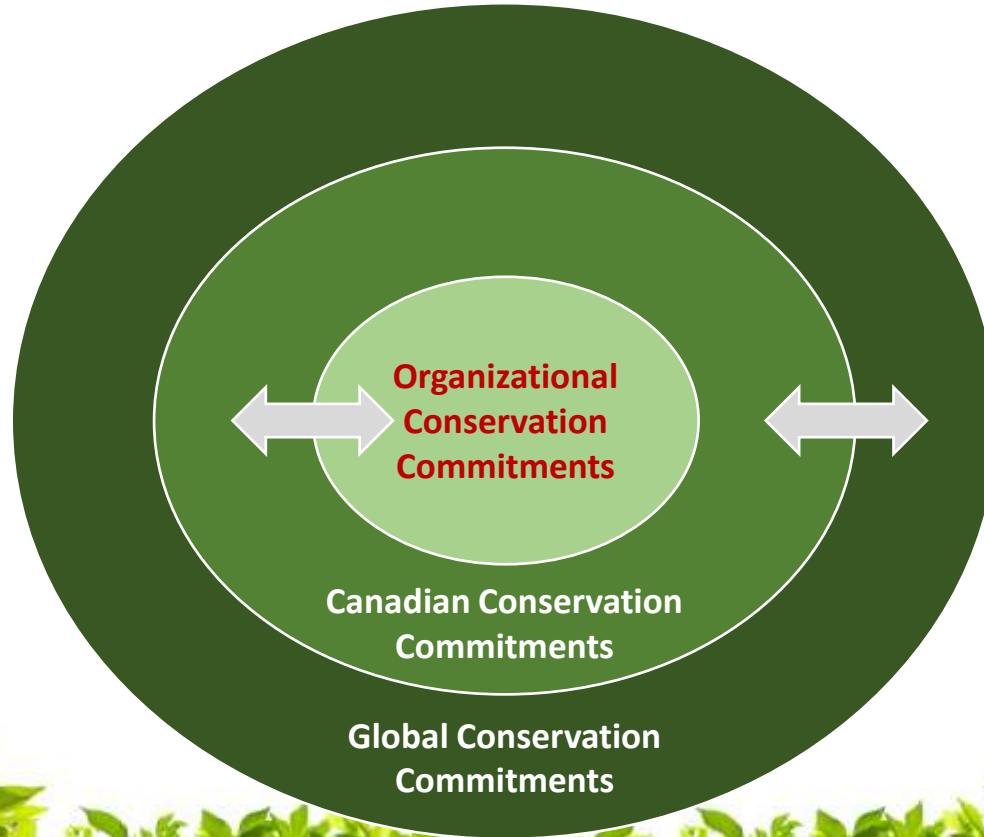 Organizational
Conservation
Commitments
Canadian Conservation
Commitments
Global Conservation
Commitments